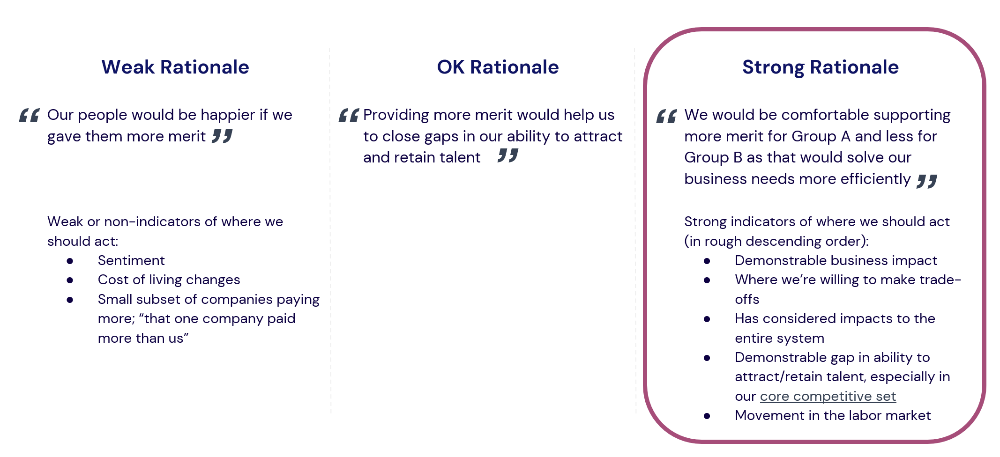 Weak Rationale
“ Our people would be happier if we
gave them more merit ”
Weak or non-indicators of where we
should act:
● Sentiment
● Cost of living changes
● Small subset of companies paying
more; “that one company paid
more than us”
OK Rationale
“ Providing more merit would help us
to close gaps in our ability to attract
and retain talent ”
Strong Rationale
“ We would be comfortable supporting
more merit for Group A and less for
Group B as that would solve our
business needs more efficiently ”
Strong indicators of where we should act
(in rough descending order):
● Demonstrable business impact
● Where we’re willing to make trade-
offs
● Has considered impacts to the
entire system
● Demonstrable gap in ability to
attract/retain talent, especially in
our core competitive set
● Movement in the labor market